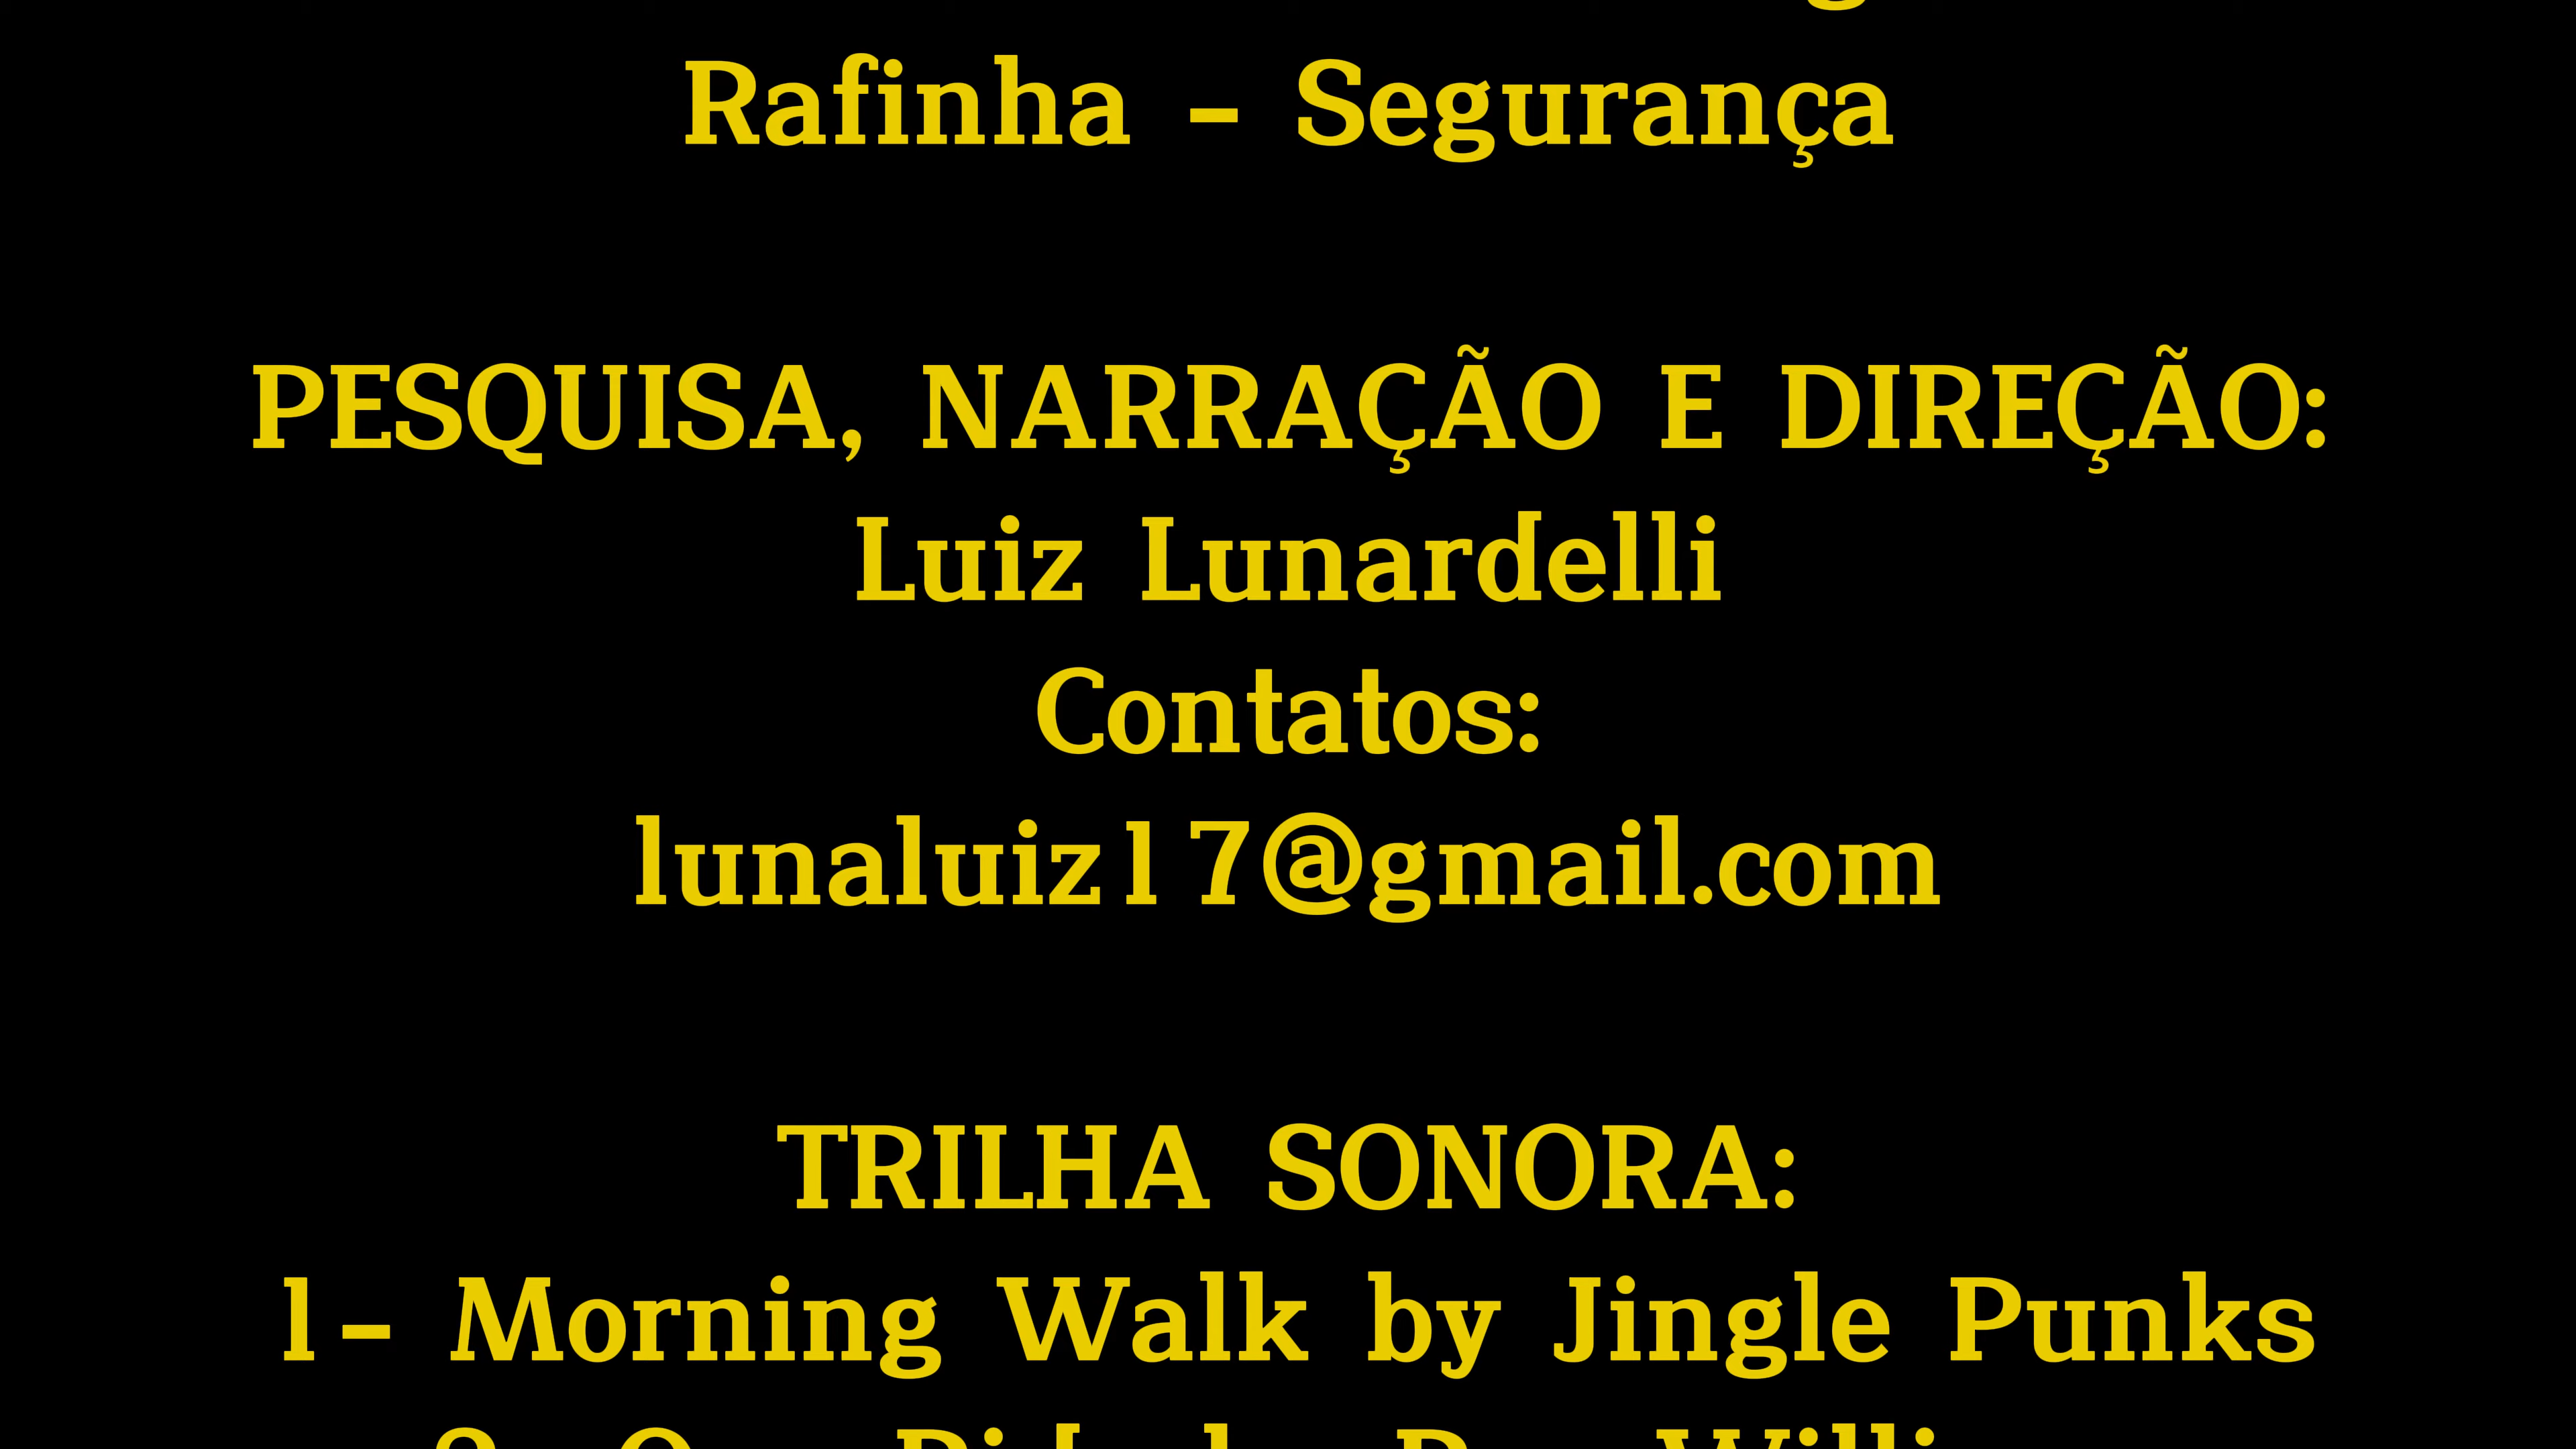 Rafinha - Segurança
PESQUISA, NARRAÇÃO E DIREÇÃO:
Luiz Lunardelli
Contatos:
lunaluiz17@gmail.com
TRILHA SONORA:
1- Morning Walk by Jingle Punks